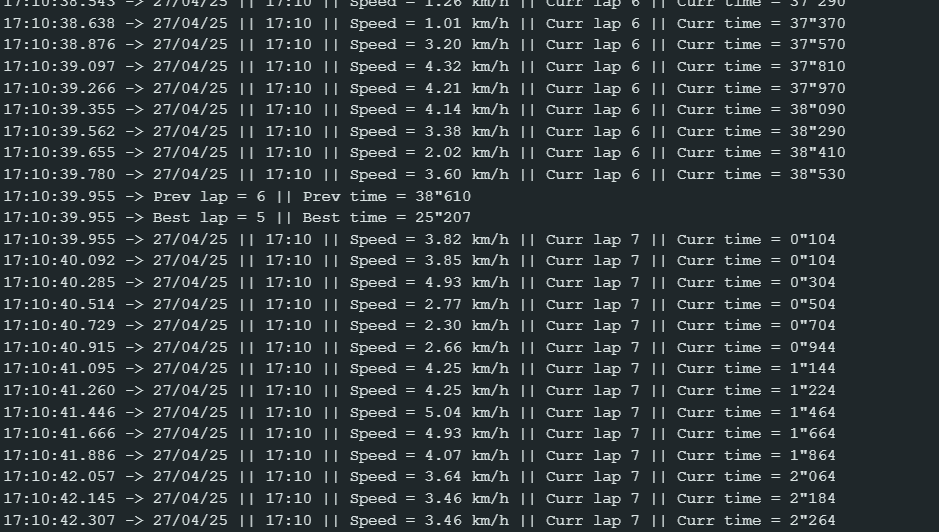 17:10:38.543 -> 27/04/25 || 17:10 || Speed = 1.26 km/h || Curr lap 6 || Curr time = 37"290
17:10:38.638 -> 27/04/25 || 17:10 || Speed = 1.01 km/h || Curr lap 6 || Curr time = 37"370
17:10:38.876 -> 27/04/25 || 17:10 || Speed = 3.20 km/h || Curr lap 6 || Curr time = 37"570
17:10:39.097 -> 27/04/25 || 17:10 || Speed = 4.32 km/h || Curr lap 6 || Curr time = 37"810
17:10:39.266 -> 27/04/25 || 17:10 || Speed = 4.21 km/h || Curr lap 6 || Curr time = 37"970
17:10:39.355 -> 27/04/25 || 17:10 || Speed = 4.14 km/h || Curr lap 6 || Curr time = 38"090
17:10:39.562 -> 27/04/25 || 17:10 || Speed = 3.38 km/h || Curr lap 6 || Curr time = 38"290
17:10:39.655 -> 27/04/25 || 17:10 || Speed = 2.02 km/h || Curr lap 6 || Curr time = 38"410
17:10:39.780 -> 27/04/25 || 17:10 || Speed = 3.60 km/h || Curr lap 6 || Curr time = 38"530
17:10:39.955 -> Prev lap = 6 || Prev time = 38"610
17:10:39.955 -> Best lap = 5 || Best time = 25"207
17:10:39.955 -> 27/04/25 || 17:10 || Speed = 3.82 km/h || Curr lap 7 || Curr time = 0"104
17:10:40.092 -> 27/04/25 || 17:10 || Speed = 3.85 km/h || Curr lap 7 || Curr time = 0"104
17:10:40.285 -> 27/04/25 || 17:10 || Speed = 4.93 km/h || Curr lap 7 || Curr time = 0"304
17:10:40.514 -> 27/04/25 || 17:10 || Speed = 2.77 km/h || Curr lap 7 || Curr time = 0"504
17:10:40.729 -> 27/04/25 || 17:10 || Speed = 2.30 km/h || Curr lap 7 || Curr time = 0"704
17:10:40.915 -> 27/04/25 || 17:10 || Speed = 2.66 km/h || Curr lap 7 || Curr time = 0"944
17:10:41.095 -> 27/04/25 || 17:10 || Speed = 4.25 km/h || Curr lap 7 || Curr time = 1"144
17:10:41.260 -> 27/04/25 || 17:10 || Speed = 4.25 km/h || Curr lap 7 || Curr time = 1"224
17:10:41.446 -> 27/04/25 || 17:10 || Speed = 5.04 km/h || Curr lap 7 || Curr time = 1"464
17:10:41.666 -> 27/04/25 || 17:10 || Speed = 4.93 km/h || Curr lap 7 || Curr time = 1"664
17:10:41.886 -> 27/04/25 || 17:10 || Speed = 4.07 km/h || Curr lap 7 || Curr time = 1"864
17:10:42.057 -> 27/04/25 || 17:10 || Speed = 3.64 km/h || Curr lap 7 || Curr time = 2"064
17:10:42.145 -> 27/04/25 || 17:10 || Speed = 3.46 km/h || Curr lap 7 || Curr time = 2"184
17:10:42.307 -> 27/04/25 || 17:10 || Speed = 3.46 km/h || Curr lap 7 || Curr time = 2"264